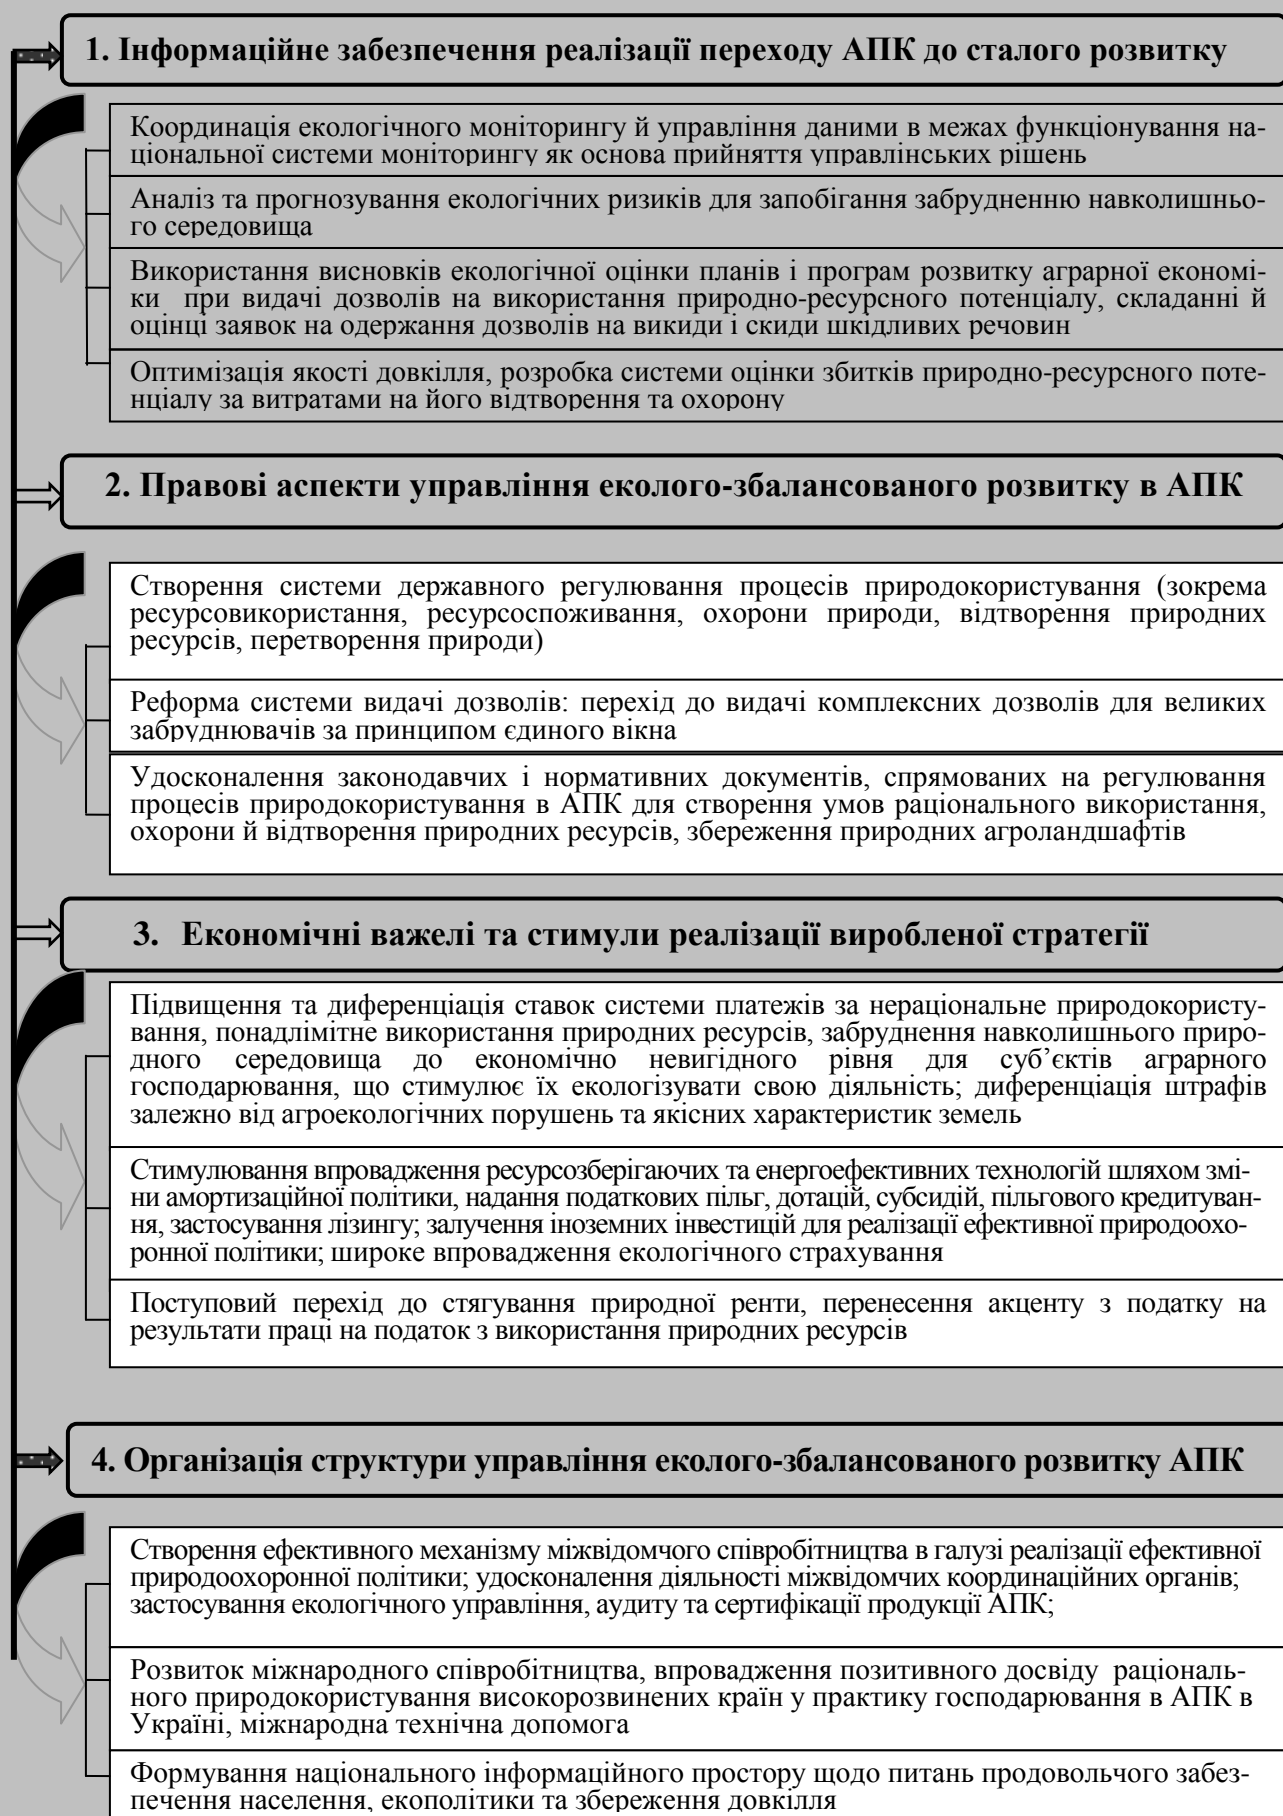 1. Інформаційне забезпечення реалізації переходу АПК до сталого розвитку
Координація екологічного моніторингу й управління даними в межах функціонування на-
ціональної системи моніторингу як основа прийняття управлінських рішень
Аналіз та прогнозування екологічних ризиків для запобігання забрудненню навколишньо-
го середовища
Використання висновків екологічної оцінки планів і програм розвитку аграрної економі-
ки при видачі дозволів на використання природно-ресурсного потенціалу, складанні й
оцінці заявок на одержання дозволів на викиди і скиди шкідливих речовин
Оптимізація якості довкілля, розробка системи оцінки збитків природно-ресурсного поте-
нціалу за витратами на його відтворення та охорону
2. Правові аспекти управління еколого-збалансованого розвитку в АПК
Створення системи державного регулювання процесів природокористування (зокрема
ресурсовикористання, ресурсоспоживання, охорони природи, відтворення природних
ресурсів, перетворення природи)
Реформа системи видачі дозволів: перехід до видачі комплексних дозволів для великих
забруднювачів за принципом єдиного вікна
Удосконалення законодавчих і нормативних документів, спрямованих на регулювання
процесів природокористування в АПК для створення умов раціонального використання,
охорони й відтворення природних ресурсів, збереження природних агроландшафтів
3. Економічні важелі та стимули реалізації виробленої стратегії
Підвищення та диференціація ставок системи платежів за нераціональне природокористу-
вання, понадлімітне використання природних ресурсів, забруднення навколишнього приро-
дного середовища до економічно невигідного рівня для суб’єктів аграрного
господарювання, що стимулює їх екологізувати свою діяльність; диференціація штрафів
залежно від агроекологічних порушень та якісних характеристик земель
Стимулювання впровадження ресурсозберігаючих та енергоефективних технологій шляхом змі-
ни амортизаційної політики, надання податкових пільг, дотацій, субсидій, пільгового кредитуван-
ня, застосування лізингу; залучення іноземних інвестицій для реалізації ефективної природоохо-
ронної політики; широке впровадження екологічного страхування
Поступовий перехід до стягування природної ренти, перенесення акценту з податку на
результати праці на податок з використання природних ресурсів
4. Організація структури управління еколого-збалансованого розвитку АПК
Створення ефективного механізму міжвідомчого співробітництва в галузі реалізації ефективної
природоохоронної політики; удосконалення діяльності міжвідомчих координаційних органів;
застосування екологічного управління, аудиту та сертифікації продукції АПК;
Розвиток міжнародного співробітництва, впровадження позитивного досвіду раціональ-
ного природокористування високорозвинених країн у практику господарювання в АПК в
Україні, міжнародна технічна допомога
Формування національного інформаційного простору щодо питань продовольчого забез-
печення населення, екополітики та збереження довкілля